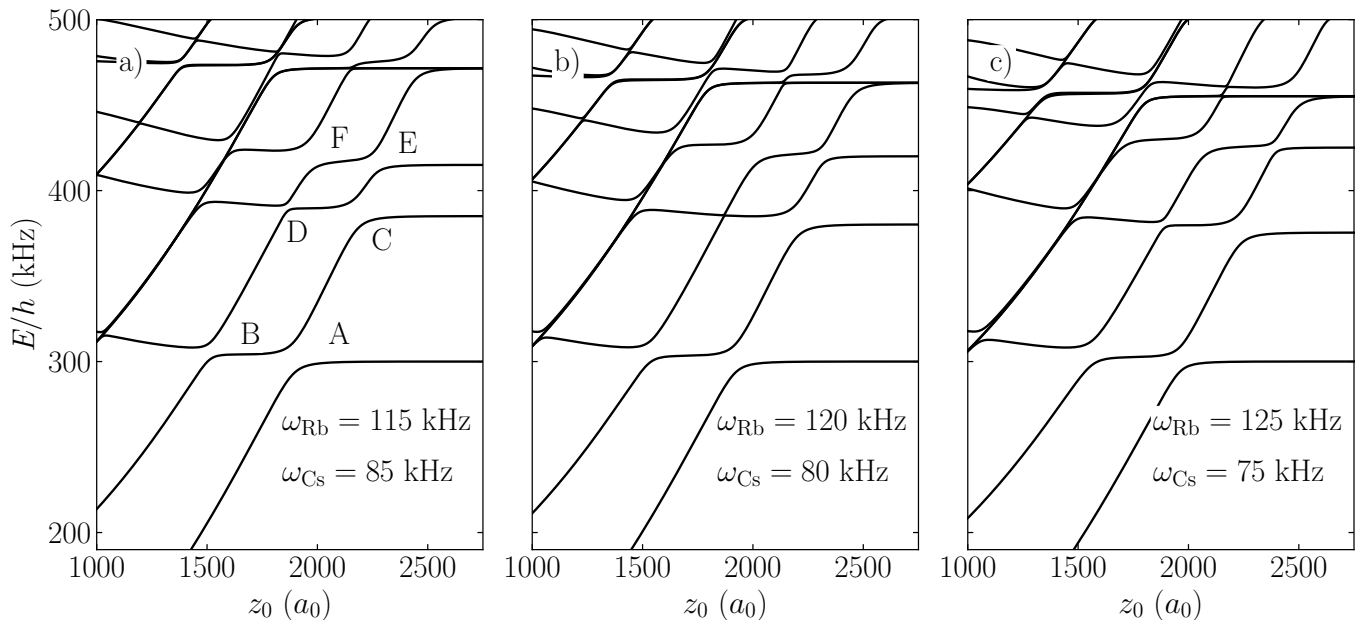 500
400
300
200
E/h (kHz)
a)
F
E
D
C
B
A
ω_Rb = 115 kHz
ω_Cs = 85 kHz
1000 1500 2000 2500
z_0 (a_0)
b)
ω_Rb = 120 kHz
ω_Cs = 80 kHz
1000 1500 2000 2500
z_0 (a_0)
c)
ω_Rb = 125 kHz
ω_Cs = 75 kHz
1000 1500 2000 2500
z_0 (a_0)